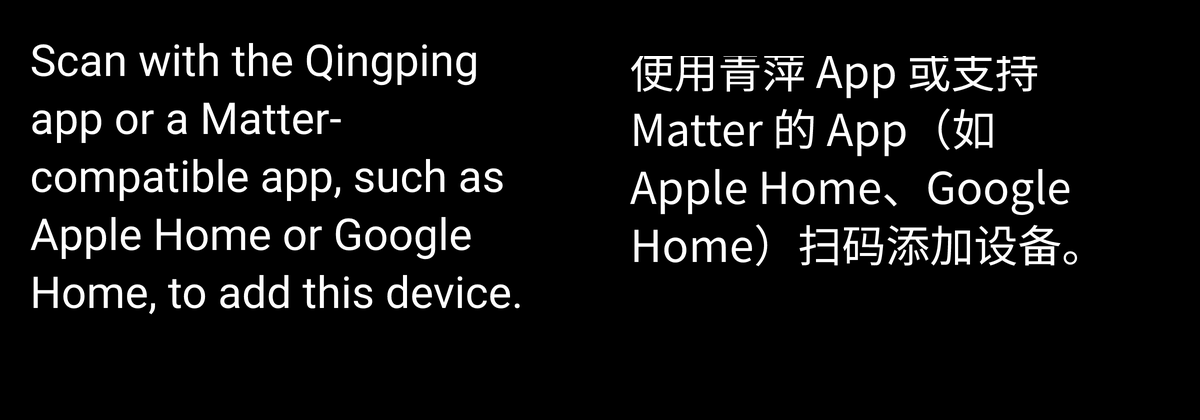 Scan with the Qingping
app or a Matter-
compatible app, such as
Apple Home or Google
Home, to add this device.
使用青萍 App 或支持
Matter 的 App（如
Apple Home、Google
Home）扫码添加设备。